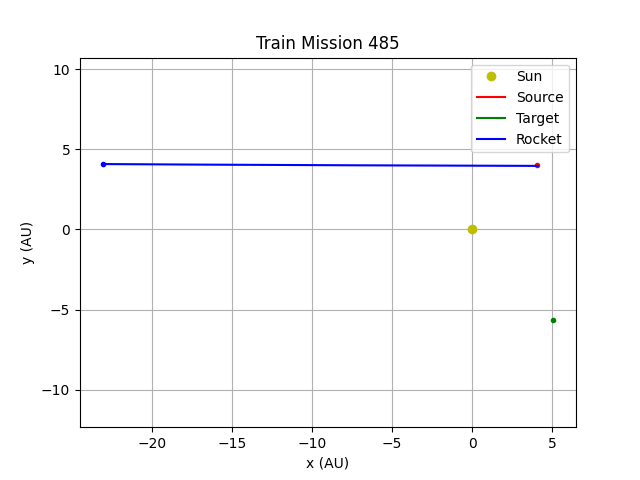 Train Mission 485
Sun
Source
Target
Rocket
10
5
0
−5
−10
y (AU)
−20
−15
−10
−5
0
5
x (AU)